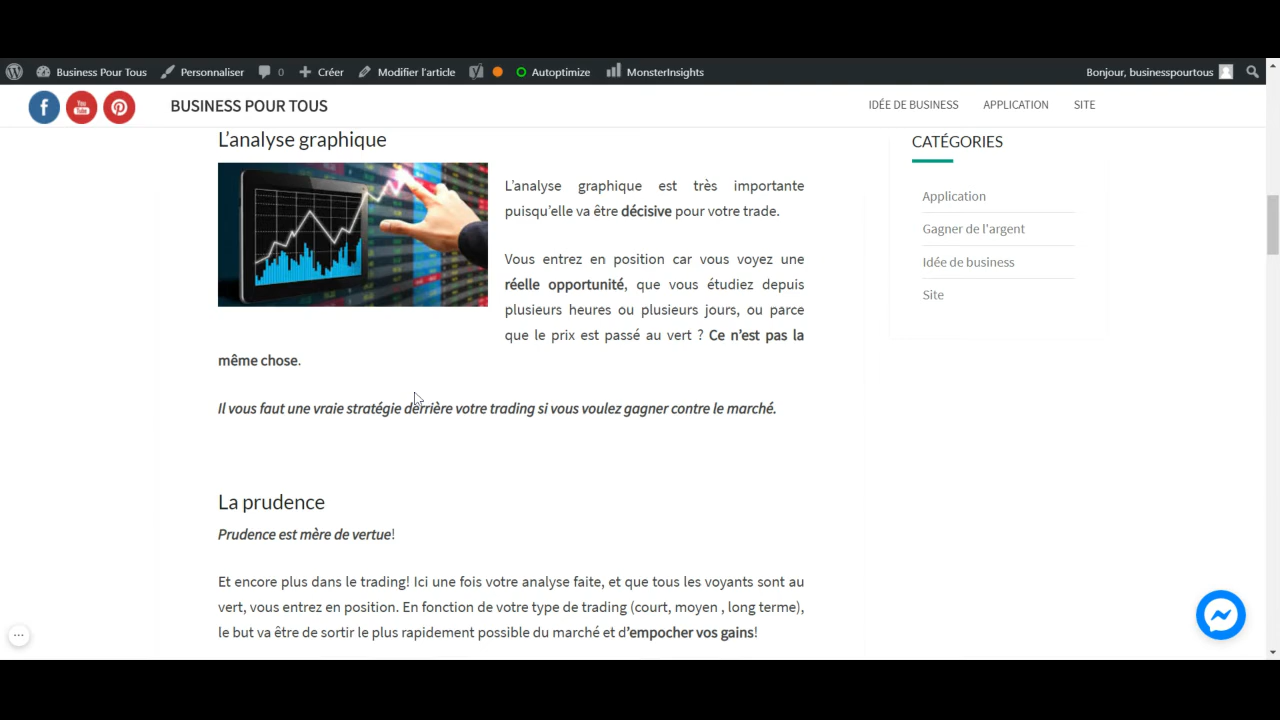 Business Pour Tous Personnaliser 0 Créer Modifier l'article Autoptimize MonsterInsights Bonjour, businesspourtous
f You Tube BUSINESS POUR TOUS IDÉE DE BUSINESS APPLICATION SITE
L'analyse graphique
L'analyse graphique est très importante
puisqu'elle va être décisive pour votre trade.
Vous entrez en position car vous voyez une
réelle opportunité, que vous étudiez depuis
plusieurs heures ou plusieurs jours, ou parce
que le prix est passé au vert ? Ce n'est pas la
même chose.
Il vous faut une vraie stratégie derrière votre trading si vous voulez gagner contre le marché.
La prudence
Prudence est mère de vertue!
Et encore plus dans le trading! Ici une fois votre analyse faite, et que tous les voyants sont au
vert, vous entrez en position. En fonction de votre type de trading (court, moyen , long terme),
le but va être de sortir le plus rapidement possible du marché et d'empocher vos gains!
CATÉGORIES
Application
Gagner de l'argent
Idée de business
Site